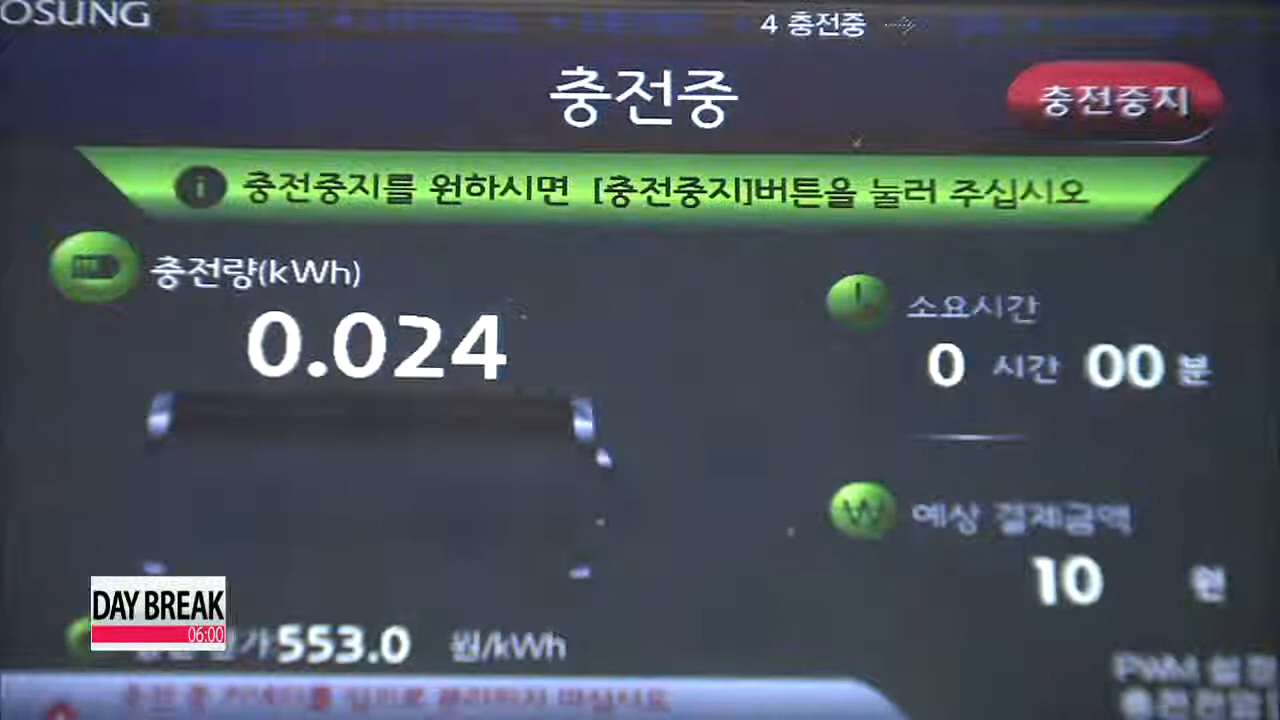 OSUNG
4 충전중
충전중
충전중지
i 충전중지를 원하시면 [충전중지]버튼을 눌러 주십시오
충전량(kWh)
0.024
소요시간
0 시간 00 분
W 예상 결제금액
10 원
DAY BREAK
06:00
553.0 원/kWh
PWM